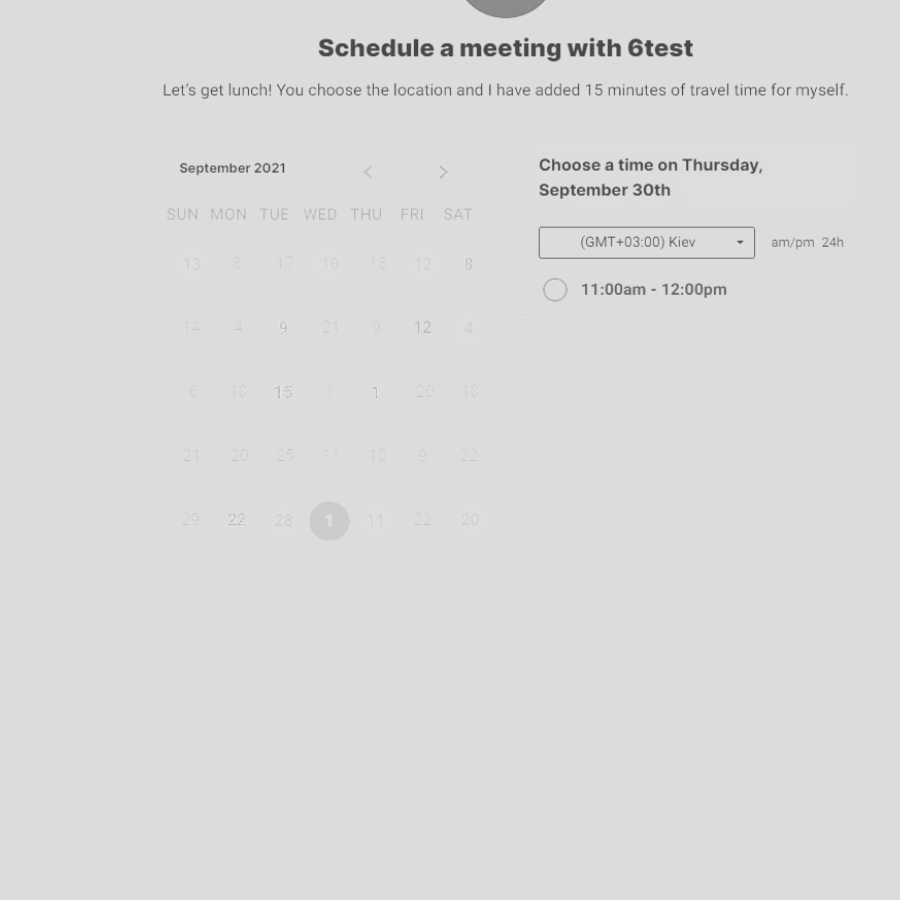 Schedule a meeting with 6test
Let's get lunch! You choose the location and I have added 15 minutes of travel time for myself.
September 2021 < >
SUN MON TUE WED THU FRI SAT
13 17 10 12 8
14 4 9 21 9 12 4
6 10 15 1 1 20 10
21 20 25 11 9 22
29 22 28 1 11 22 20
Choose a time on Thursday,
September 30th
(GMT+03:00) Kiev am/pm 24h
11:00am - 12:00pm